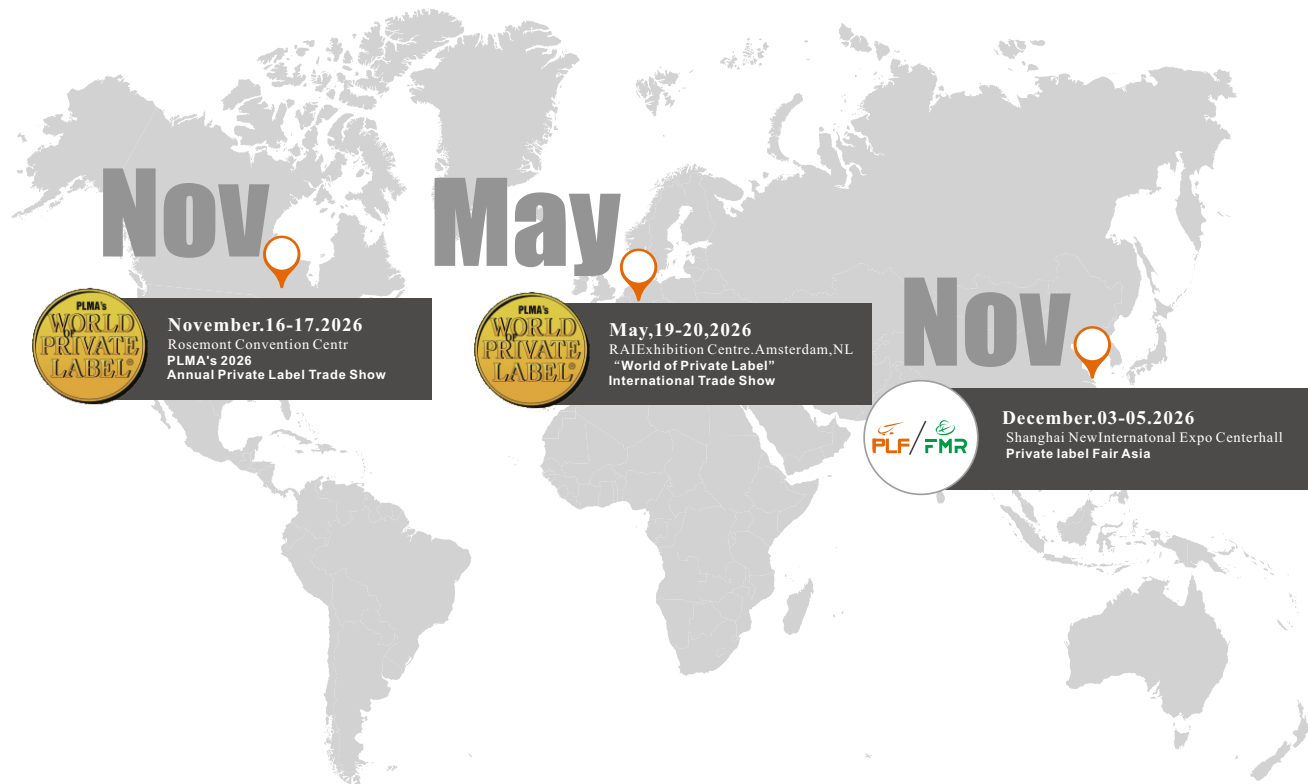 Nov
PLMA's
WORLD
OF
PRIVATE
LABEL®
November.16-17.2026
Rosemont Convention Centr
PLMA's 2026
Annual Private Label Trade Show
May
PLMA's
WORLD
OF
PRIVATE
LABEL®
May,19-20,2026
RAIExhibition Centre.Amsterdam,NL
“World of Private Label”
International Trade Show
Nov
PLF/FMR
December.03-05.2026
Shanghai NewInternatonal Expo Centerhall
Private label Fair Asia